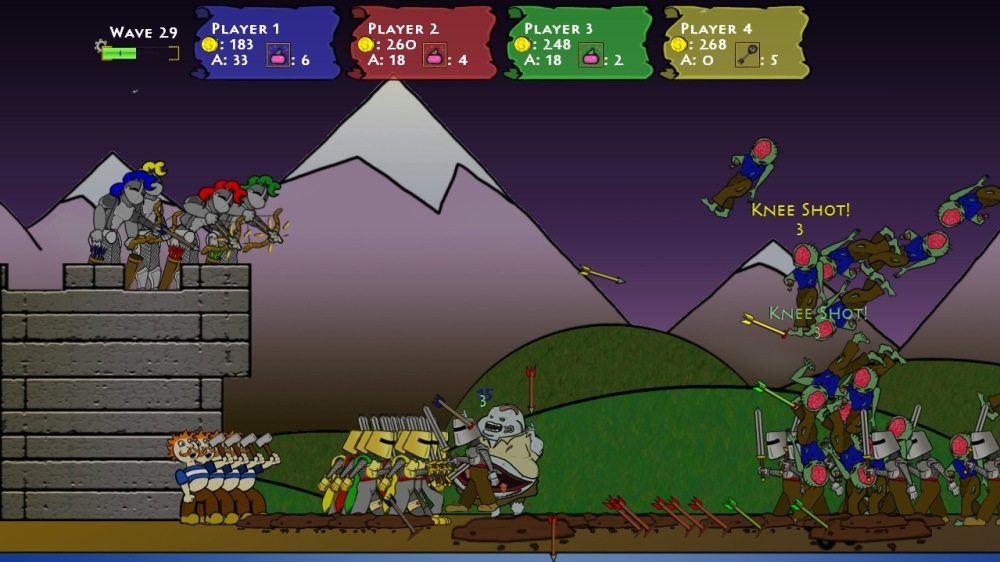 Wave 29
Player 1
: 183
A: 33 : 6
Player 2
: 260
A: 18 : 4
Player 3
: 248
A: 18 : 2
Player 4
: 268
A: 0 : 5
Knee Shot!
3
Knee Shot!
3
3